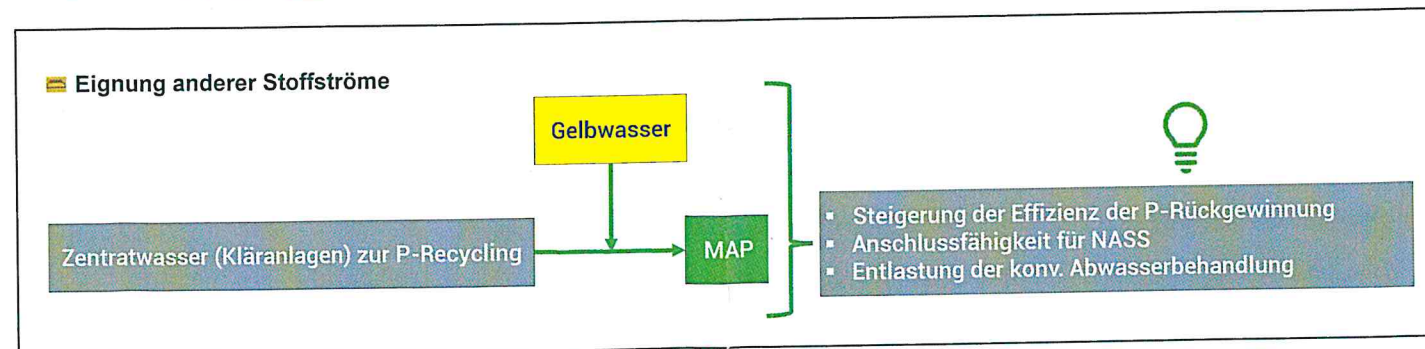 Eignung anderer Stoffströme
Gelbwasser
Zentratwasser (Kläranlagen) zur P-Recycling
MAP
▪ Steigerung der Effizienz der P-Rückgewinnung
▪ Anschlussfähigkeit für NASS
▪ Entlastung der konv. Abwasserbehandlung